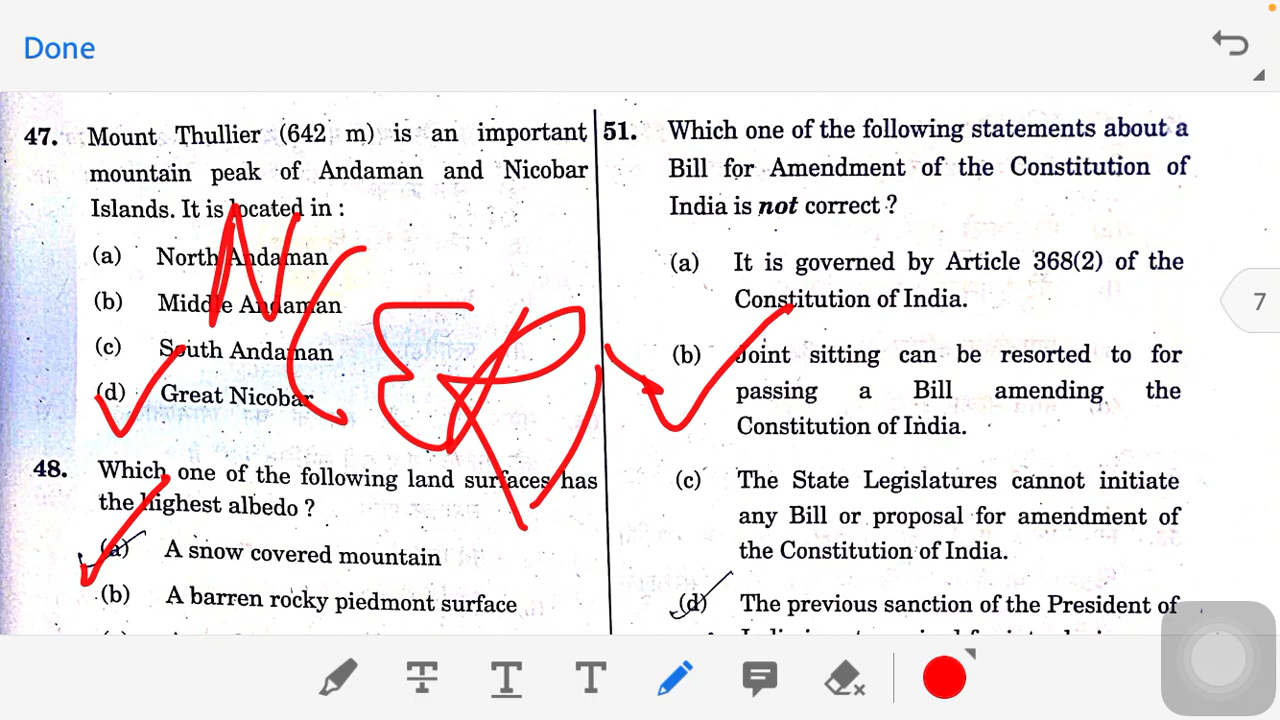 Done
47. Mount Thullier (642 m) is an important
mountain peak of Andaman and Nicobar
Islands. It is located in :
(a) North Andaman
(b) Middle Andaman
(c) South Andaman
(d) Great Nicobar
48. Which one of the following land surfaces has
the highest albedo ?
(a) A snow covered mountain
(b) A barren rocky piedmont surface
51. Which one of the following statements about a
Bill for Amendment of the Constitution of
India is not correct ?
(a) It is governed by Article 368(2) of the
Constitution of India.
(b) Joint sitting can be resorted to for
passing a Bill amending the
Constitution of India.
(c) The State Legislatures cannot initiate
any Bill or proposal for amendment of
the Constitution of India.
(d) The previous sanction of the President of
7
T T T